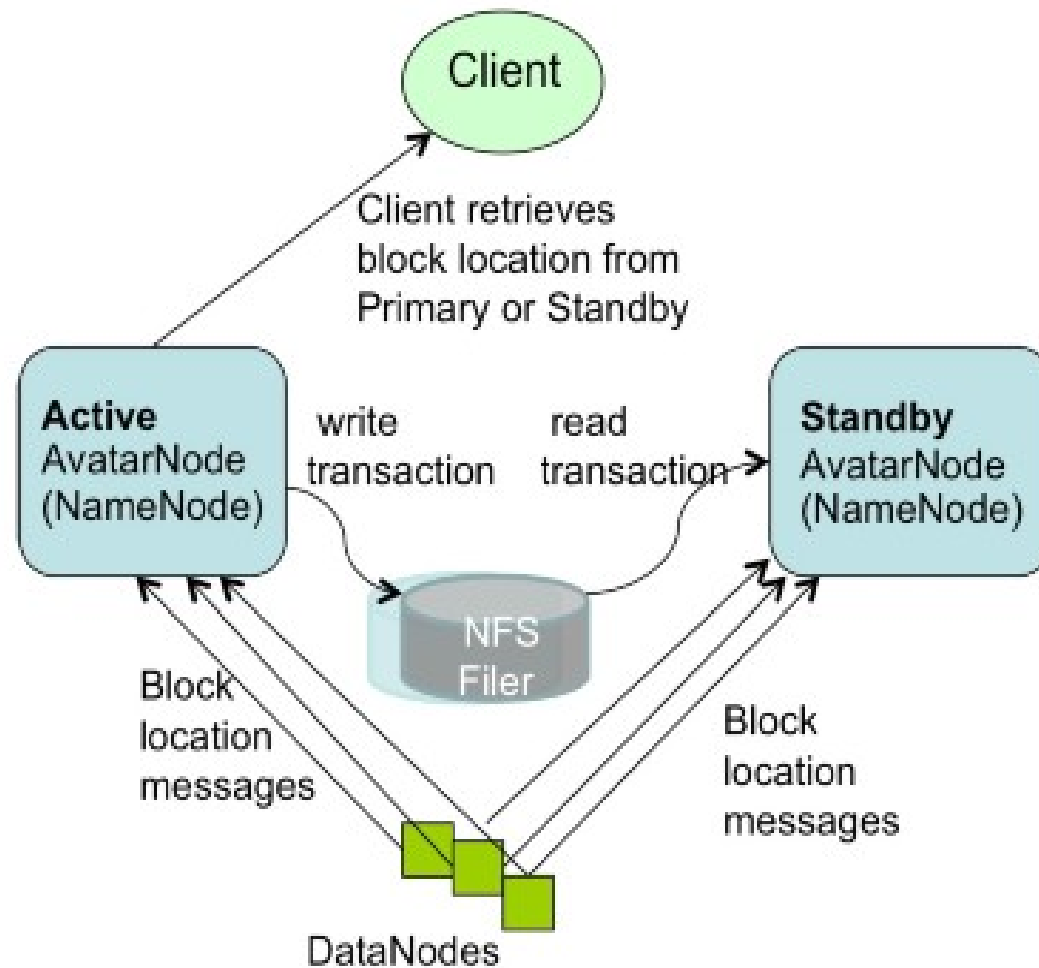 Client
Client retrieves
block location from
Primary or Standby
Active
AvatarNode
(NameNode)
write
transaction
read
transaction
Standby
AvatarNode
(NameNode)
NFS
Filer
Block
location
messages
Block
location
messages
DataNodes